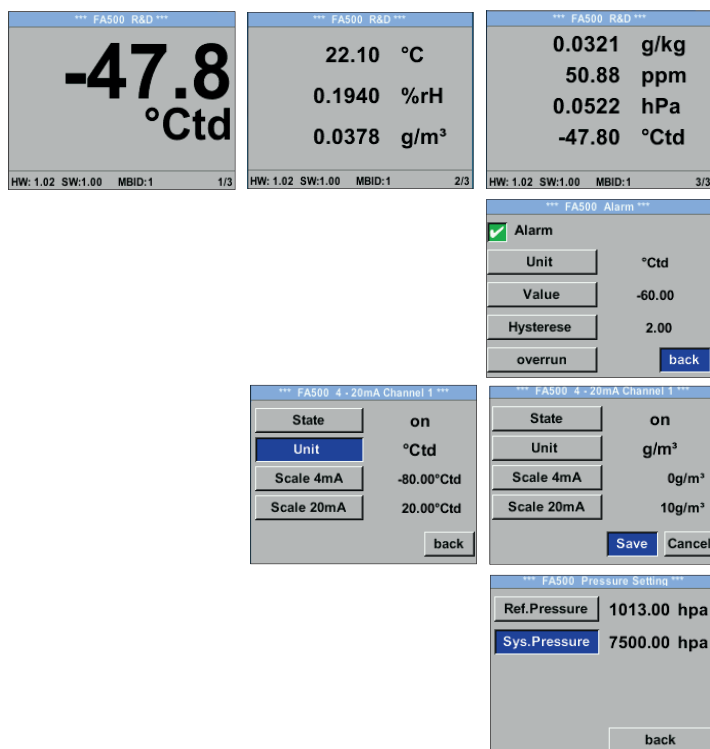 *** FA500 R&D ***
-47.8
°Ctd
HW: 1.02 SW:1.00 MBID:1 1/3
*** FA500 R&D ***
22.10 °C
0.1940 %rH
0.0378 g/m³
HW: 1.02 SW:1.00 MBID:1 2/3
*** FA500 R&D ***
0.0321 g/kg
50.88 ppm
0.0522 hPa
-47.80 °Ctd
HW: 1.02 SW:1.00 MBID:1 3/3
*** FA500 Alarm ***
Alarm
Unit °Ctd
Value -60.00
Hysterese 2.00
overrun back
*** FA500 4 - 20mA Channel 1 ***
State on
Unit °Ctd
Scale 4mA -80.00°Ctd
Scale 20mA 20.00°Ctd
back
*** FA500 4 - 20mA Channel 1 ***
State on
Unit g/m³
Scale 4mA 0g/m³
Scale 20mA 10g/m³
Save Cancel
*** FA500 Pressure Setting ***
Ref.Pressure 1013.00 hpa
Sys.Pressure 7500.00 hpa
back